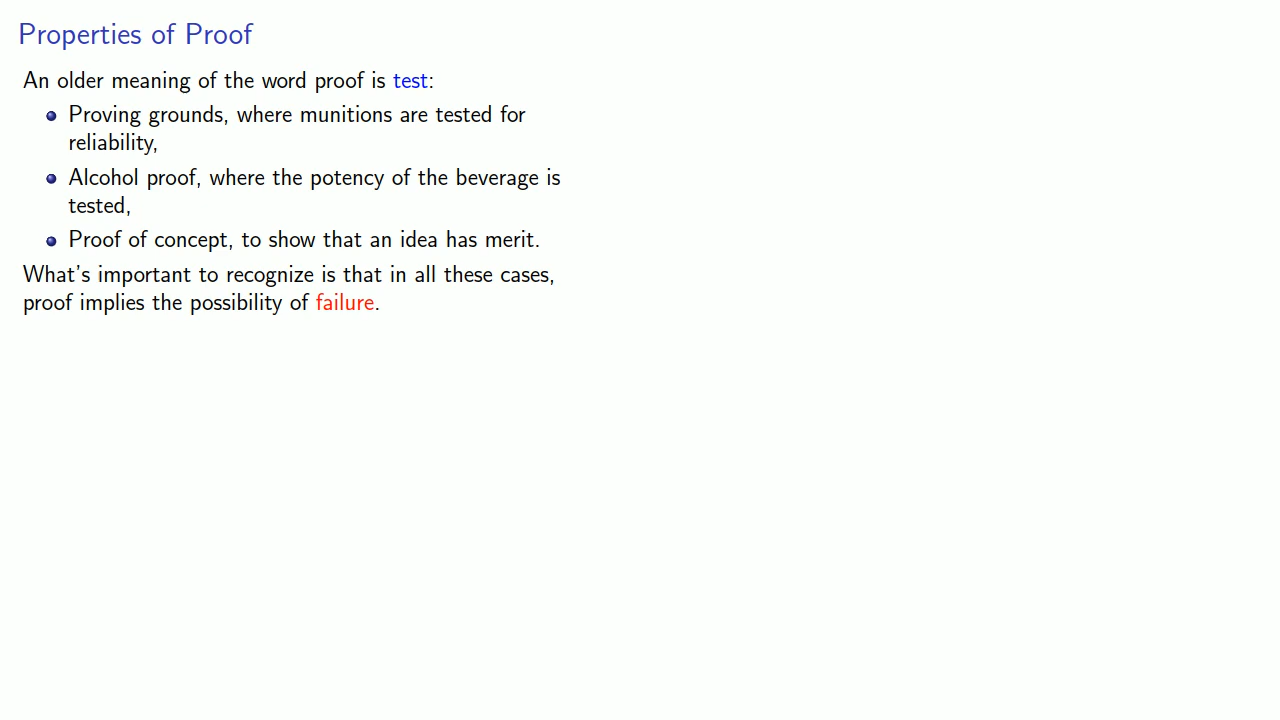 Properties of Proof
An older meaning of the word proof is test:
Proving grounds, where munitions are tested for
reliability,
Alcohol proof, where the potency of the beverage is
tested,
Proof of concept, to show that an idea has merit.
What's important to recognize is that in all these cases,
proof implies the possibility of failure.